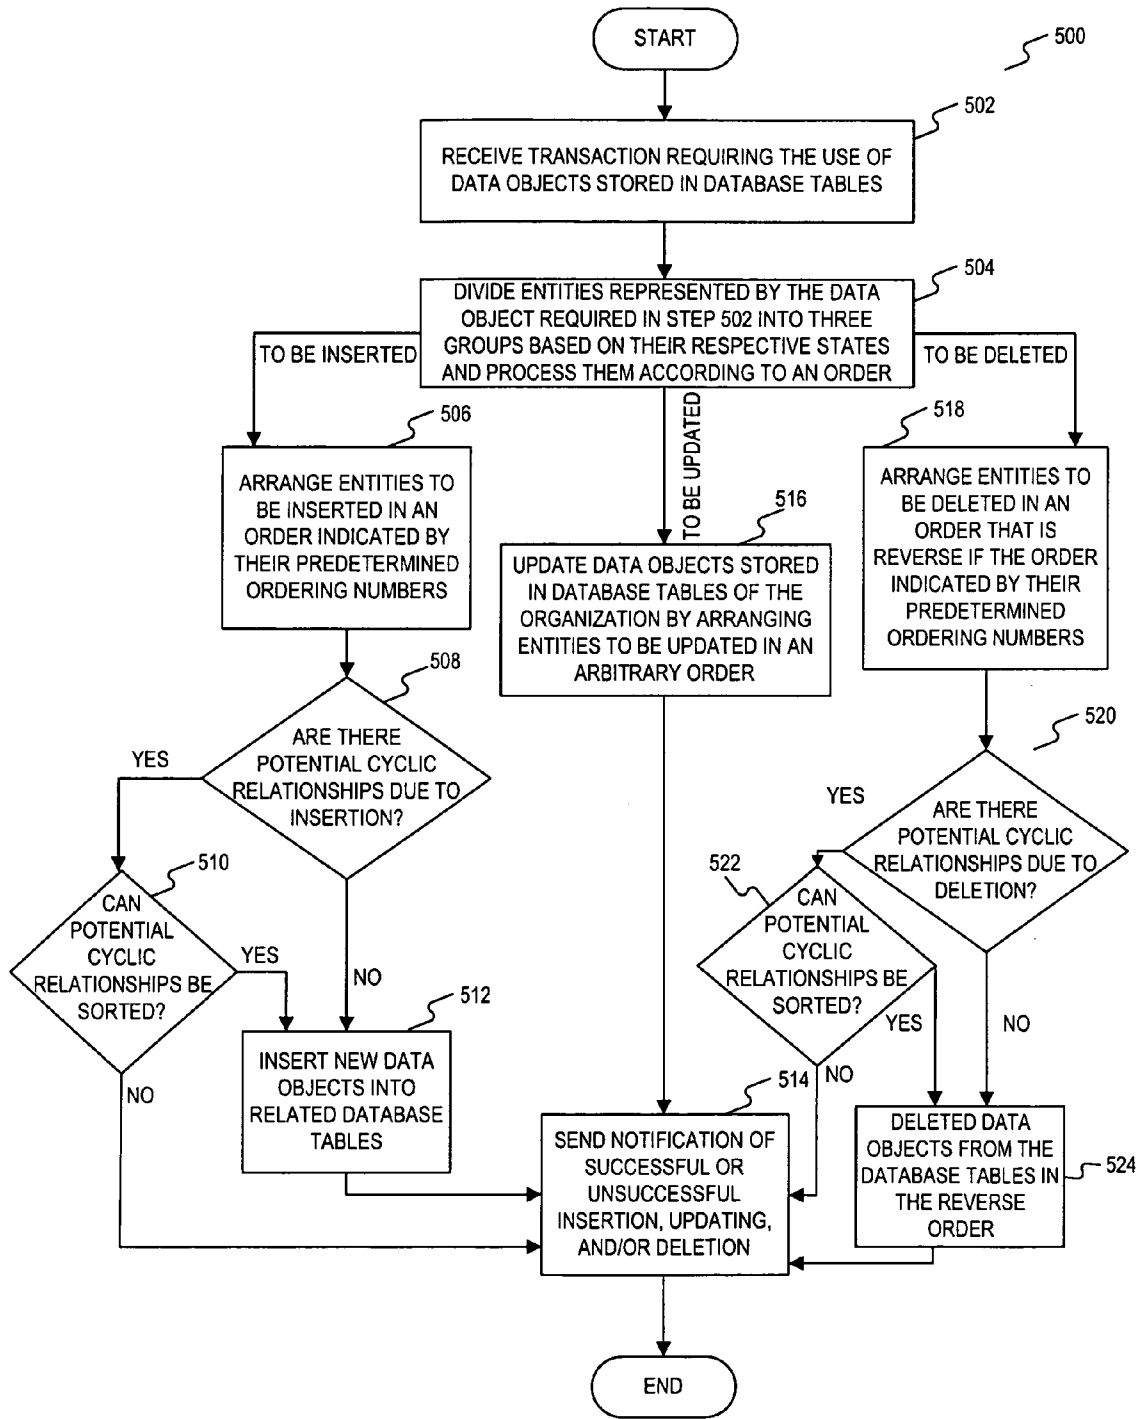 START
500
502
RECEIVE TRANSACTION REQUIRING THE USE OF
DATA OBJECTS STORED IN DATABASE TABLES
504
DIVIDE ENTITIES REPRESENTED BY THE DATA
OBJECT REQUIRED IN STEP 502 INTO THREE
GROUPS BASED ON THEIR RESPECTIVE STATES
AND PROCESS THEM ACCORDING TO AN ORDER
TO BE INSERTED
TO BE UPDATED
TO BE DELETED
506
ARRANGE ENTITIES TO
BE INSERTED IN AN
ORDER INDICATED BY
THEIR PREDETERMINED
ORDERING NUMBERS
516
UPDATE DATA OBJECTS STORED
IN DATABASE TABLES OF THE
ORGANIZATION BY ARRANGING
ENTITIES TO BE UPDATED IN AN
ARBITRARY ORDER
518
ARRANGE ENTITIES TO
BE DELETED IN AN
ORDER THAT IS
REVERSE IF THE ORDER
INDICATED BY THEIR
PREDETERMINED
ORDERING NUMBERS
508
ARE THERE
POTENTIAL CYCLIC
RELATIONSHIPS DUE TO
INSERTION?
YES
NO
510
CAN
POTENTIAL
CYCLIC
RELATIONSHIPS BE
SORTED?
YES
NO
512
INSERT NEW DATA
OBJECTS INTO
RELATED DATABASE
TABLES
520
ARE THERE
POTENTIAL CYCLIC
RELATIONSHIPS DUE TO
DELETION?
YES
NO
522
CAN
POTENTIAL
CYCLIC
RELATIONSHIPS BE
SORTED?
YES
NO
514
SEND NOTIFICATION OF
SUCCESSFUL OR
UNSUCCESSFUL
INSERTION, UPDATING,
AND/OR DELETION
524
DELETED DATA
OBJECTS FROM THE
DATABASE TABLES IN
THE REVERSE
ORDER
END